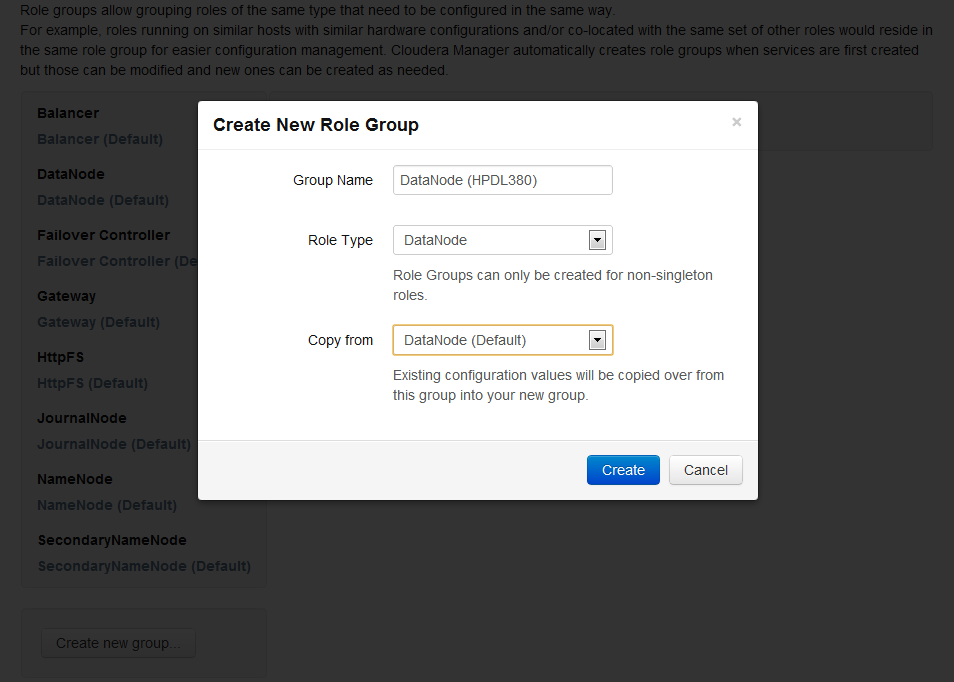 Role groups allow grouping roles of the same type that need to be configured in the same way.
For example, roles running on similar hosts with similar hardware configurations and/or co-located with the same set of other roles would reside in
the same role group for easier configuration management. Cloudera Manager automatically creates role groups when services are first created
but those can be modified and new ones can be created as needed.
Balancer
Balancer (Default)
DataNode
DataNode (Default)
Failover Controller
Failover Controller (De
Gateway
Gateway (Default)
HttpFS
HttpFS (Default)
JournalNode
JournalNode (Default)
NameNode
NameNode (Default)
SecondaryNameNode
SecondaryNameNode (Default)
Create new group...
Create New Role Group
×
Group Name
DataNode (HPDL380)
Role Type
DataNode
Role Groups can only be created for non-singleton
roles.
Copy from
DataNode (Default)
Existing configuration values will be copied over from
this group into your new group.
Create
Cancel